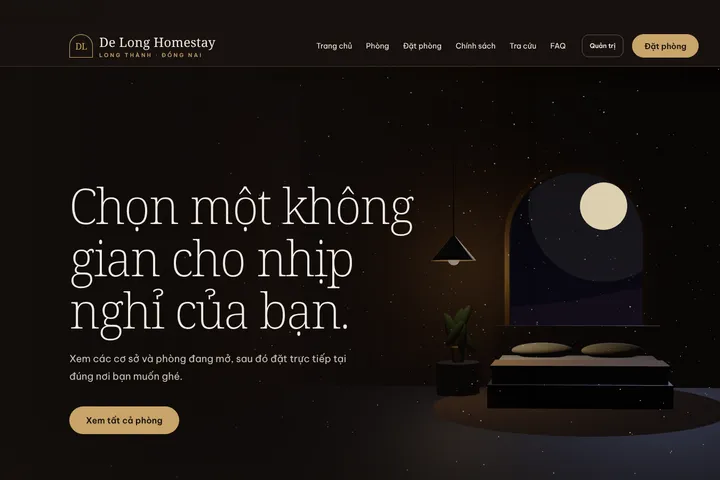 DL
De Long Homestay
LONG THÀNH · ĐỒNG NAI
Trang chủ
Phòng
Đặt phòng
Chính sách
Tra cứu
FAQ
Quản trị
Đặt phòng
Chọn một không
gian cho nhịp
nghỉ của bạn.
Xem các cơ sở và phòng đang mở, sau đó đặt trực tiếp tại
đúng nơi bạn muốn ghé.
Xem tất cả phòng